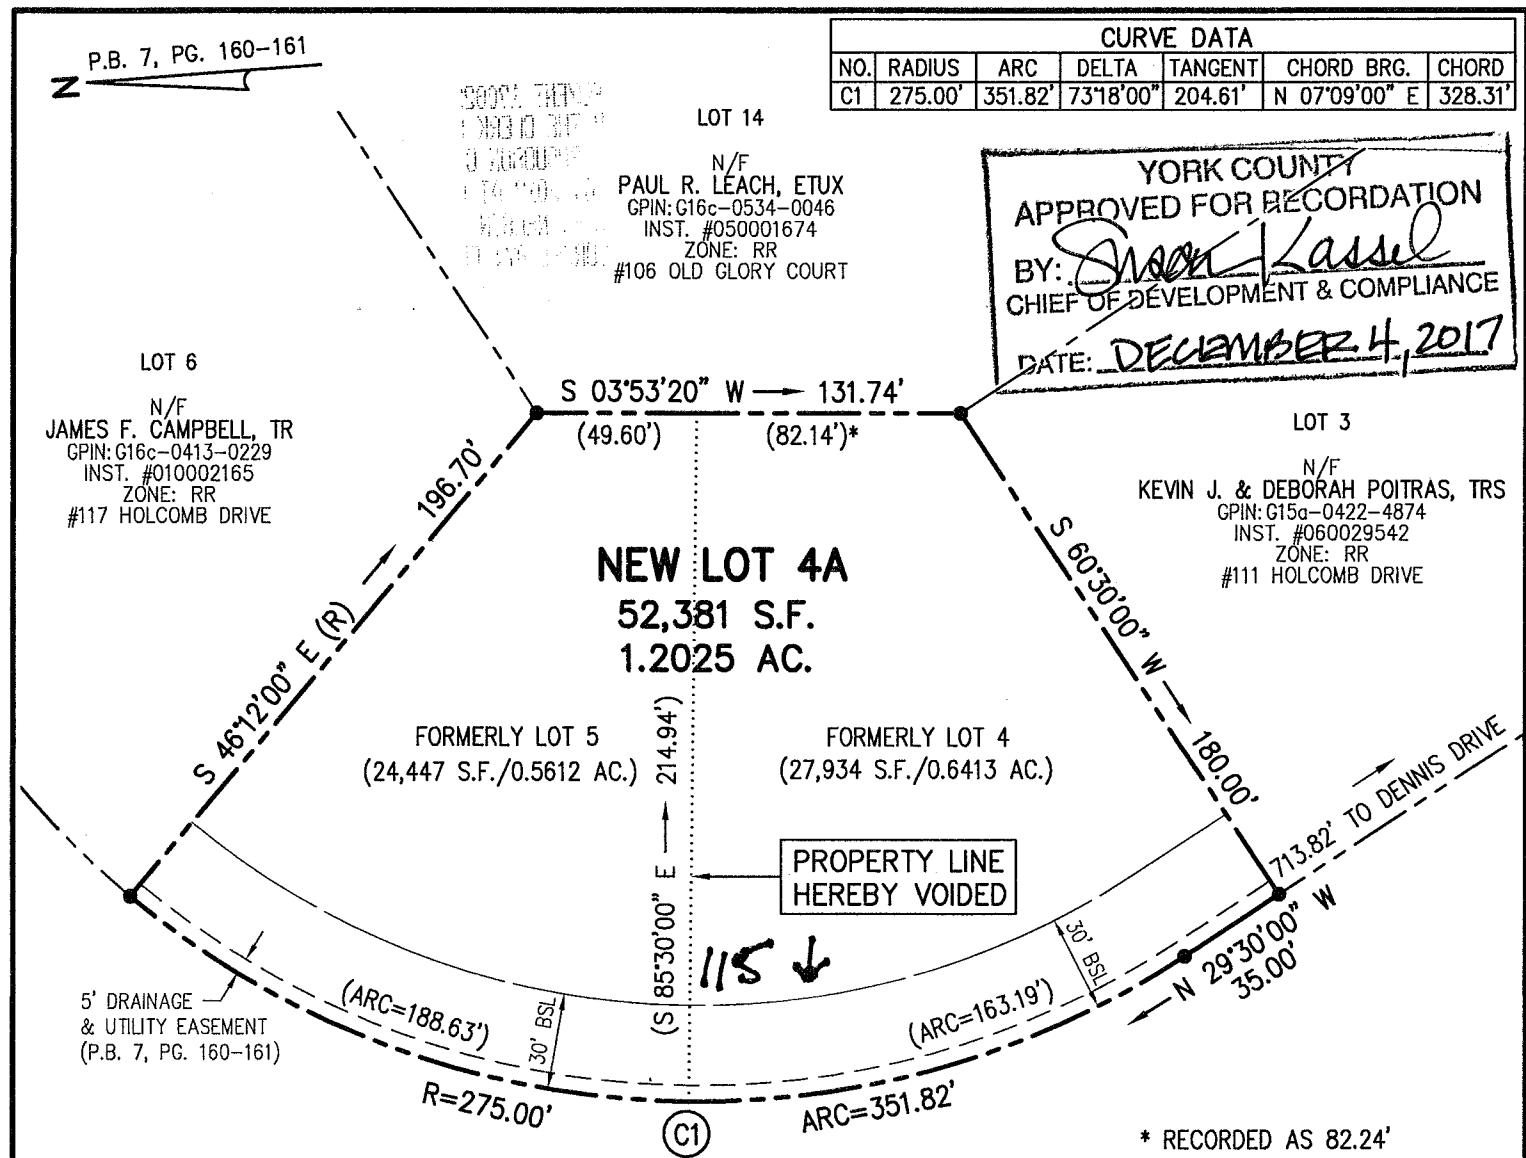 P.B. 7, PG. 160-161
N
CURVE DATA
NO. RADIUS ARC DELTA TANGENT CHORD BRG. CHORD
C1 275.00' 351.82' 73°18'00" 204.61' N 07°09'00" E 328.31'
LOT 14
N/F
PAUL R. LEACH, ETUX
GPIN: G16c-0534-0046
INST. #050001674
ZONE: RR
#106 OLD GLORY COURT
YORK COUNTY
APPROVED FOR RECORDATION
BY: Susan Kassel
CHIEF OF DEVELOPMENT & COMPLIANCE
DATE: DECEMBER 4, 2017
LOT 6
N/F
JAMES F. CAMPBELL, TR
GPIN: G16c-0413-0229
INST. #010002165
ZONE: RR
#117 HOLCOMB DRIVE
S 03°53'20" W 131.74'
(49.60') (82.14')*
LOT 3
N/F
KEVIN J. & DEBORAH POITRAS, TRS
GPIN: G15a-0422-4874
INST. #060029542
ZONE: RR
#111 HOLCOMB DRIVE
S 46°12'00" E (R) 196.70'
NEW LOT 4A
52,381 S.F.
1.2025 AC.
S 60°30'00" W 180.00'
FORMERLY LOT 5
(24,447 S.F./0.5612 AC.)
(S 85°30'00" E 214.94')
FORMERLY LOT 4
(27,934 S.F./0.6413 AC.)
713.82' TO DENNIS DRIVE
PROPERTY LINE
HEREBY VOIDED
115
N 29°30'00" W
35.00'
30' BSL
30' BSL
5' DRAINAGE
& UTILITY EASEMENT
(P.B. 7, PG. 160-161)
(ARC=188.63')
(ARC=163.19')
R=275.00'
C1
ARC=351.82'
* RECORDED AS 82.24'